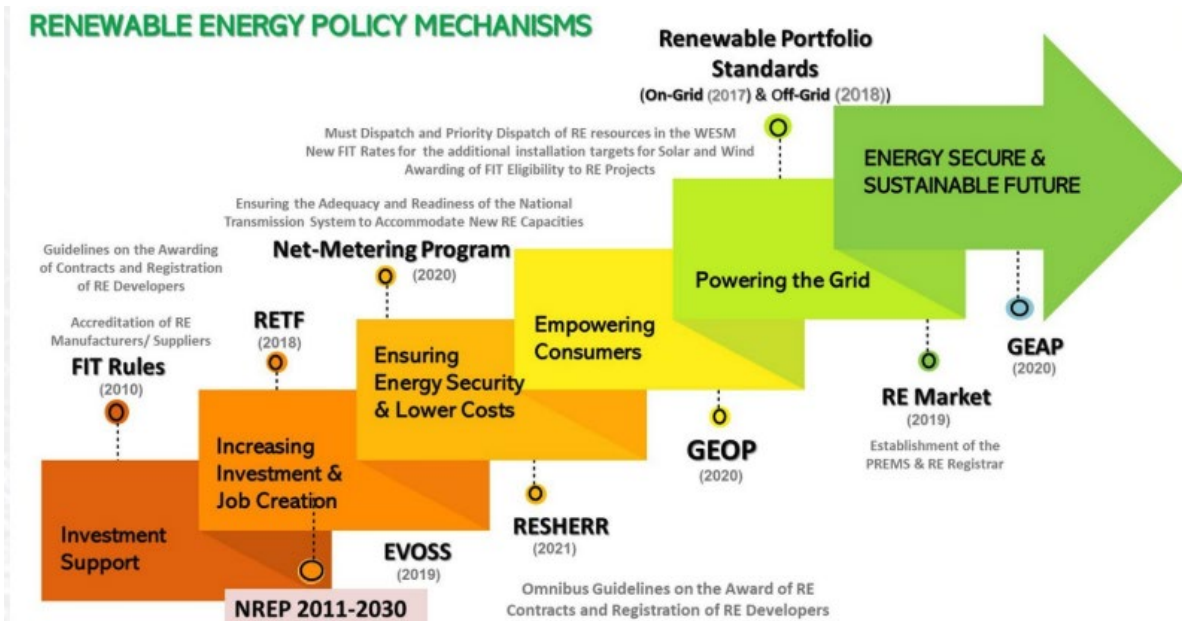 RENEWABLE ENERGY POLICY MECHANISMS
Renewable Portfolio
Standards
(On-Grid (2017) & Off-Grid (2018))
Must Dispatch and Priority Dispatch of RE resources in the WESM
New FIT Rates for the additional installation targets for Solar and Wind
Awarding of FIT Eligibility to RE Projects
ENERGY SECURE &
SUSTAINABLE FUTURE
Ensuring the Adequacy and Readiness of the National
Transmission System to Accommodate New RE Capacities
Net-Metering Program
(2020)
Guidelines on the Awarding
of Contracts and Registration
of RE Developers
Accreditation of RE
Manufacturers/ Suppliers
FIT Rules
(2010)
RETF
(2018)
Powering the Grid
Empowering
Consumers
Ensuring
Energy Security
& Lower Costs
GEAP
(2020)
RE Market
(2019)
Establishment of the
PREMS & RE Registrar
Increasing
Investment &
Job Creation
GEOP
(2020)
Investment
Support
RESHERR
(2021)
EVOSS
(2019)
Omnibus Guidelines on the Award of RE
Contracts and Registration of RE Developers
NREP 2011-2030